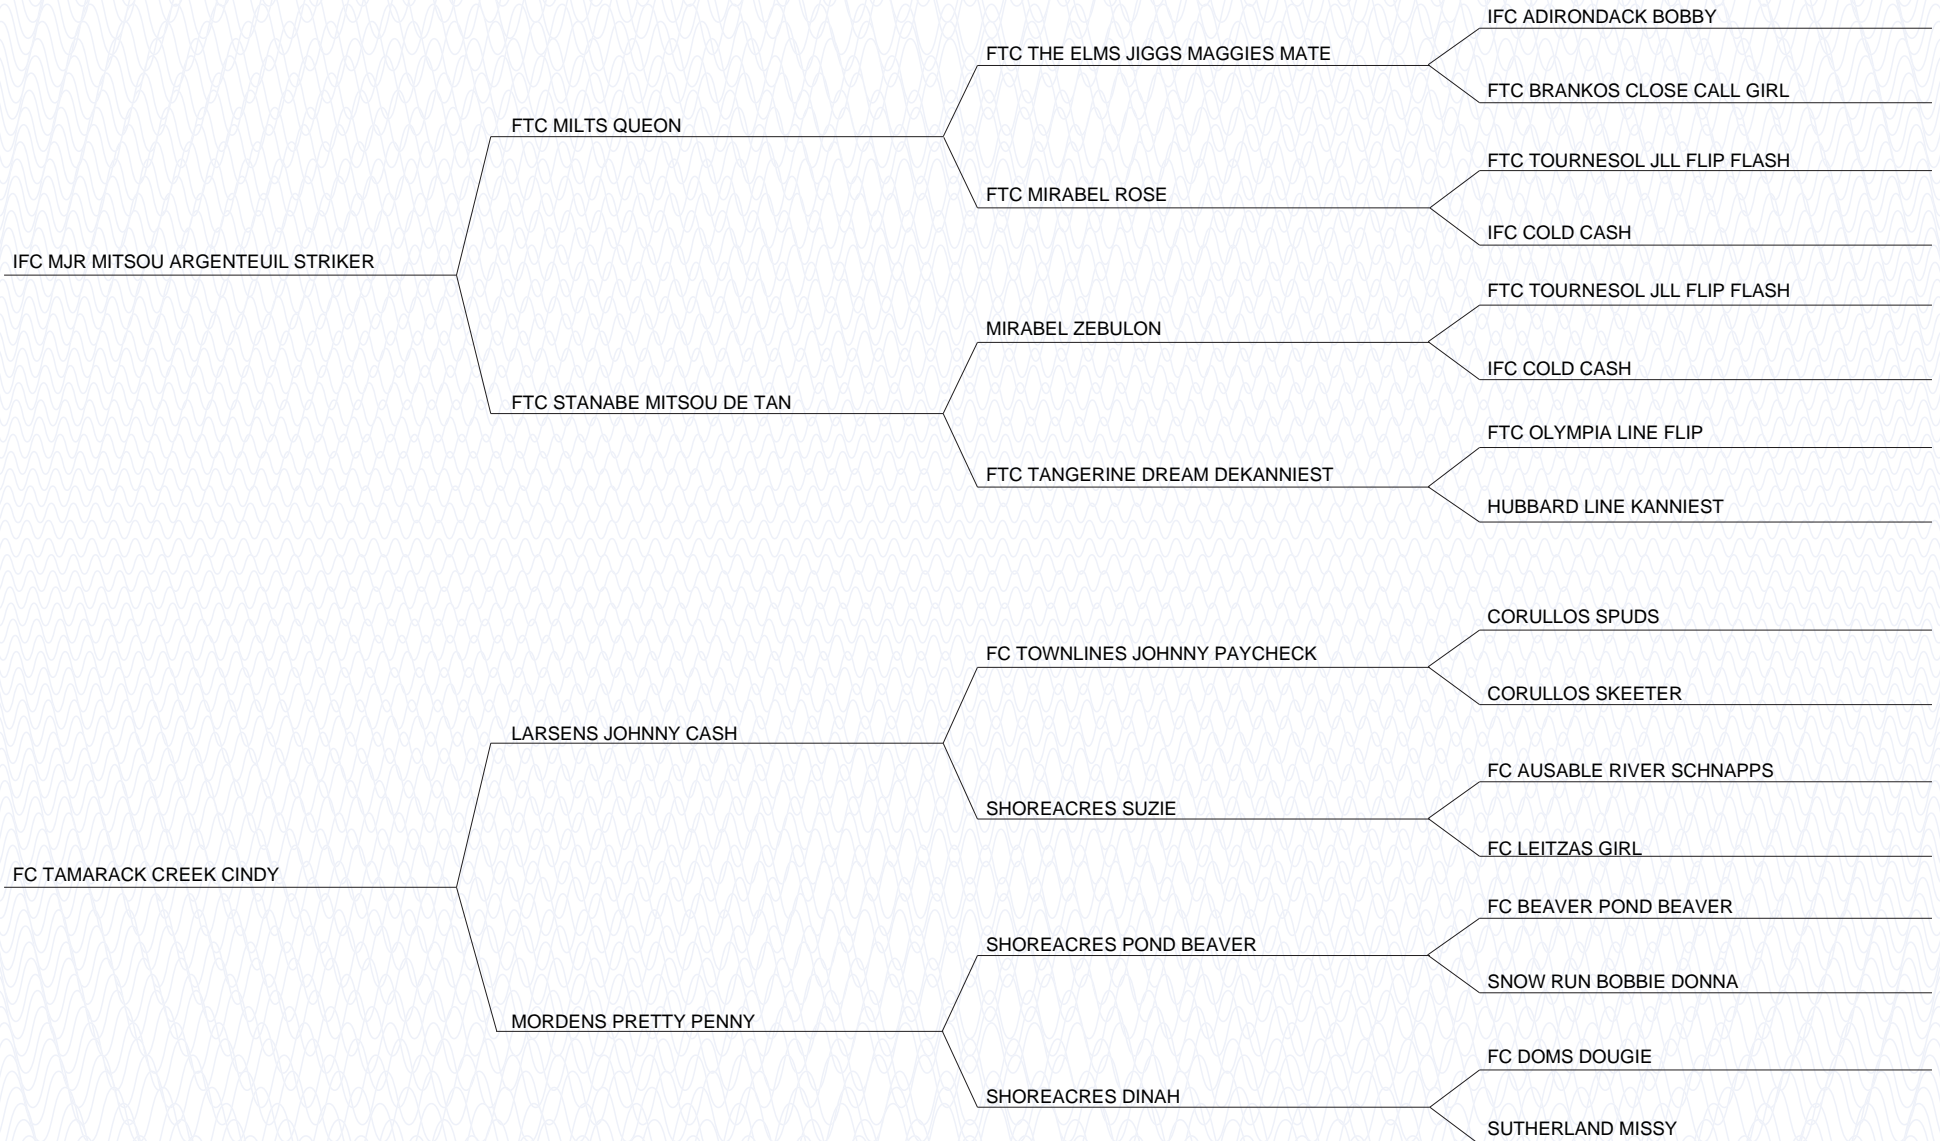 IFC ADIRONDACK BOBBY
FTC THE ELMS JIGGS MAGGIES MATE
FTC BRANKOS CLOSE CALL GIRL
FTC MILTS QUEON
FTC TOURNESOL JLL FLIP FLASH
FTC MIRABEL ROSE
IFC COLD CASH
IFC MJR MITSOU ARGENTEUIL STRIKER
FTC TOURNESOL JLL FLIP FLASH
MIRABEL ZEBULON
IFC COLD CASH
FTC STANABE MITSOU DE TAN
FTC OLYMPIA LINE FLIP
FTC TANGERINE DREAM DEKANNIEST
HUBBARD LINE KANNIEST
CORULLOS SPUDS
FC TOWNLINES JOHNNY PAYCHECK
CORULLOS SKEETER
LARSENS JOHNNY CASH
FC AUSABLE RIVER SCHNAPPS
SHOREACRES SUZIE
FC LEITZAS GIRL
FC TAMARACK CREEK CINDY
FC BEAVER POND BEAVER
SHOREACRES POND BEAVER
SNOW RUN BOBBIE DONNA
MORDENS PRETTY PENNY
FC DOMS DOUGIE
SHOREACRES DINAH
SUTHERLAND MISSY